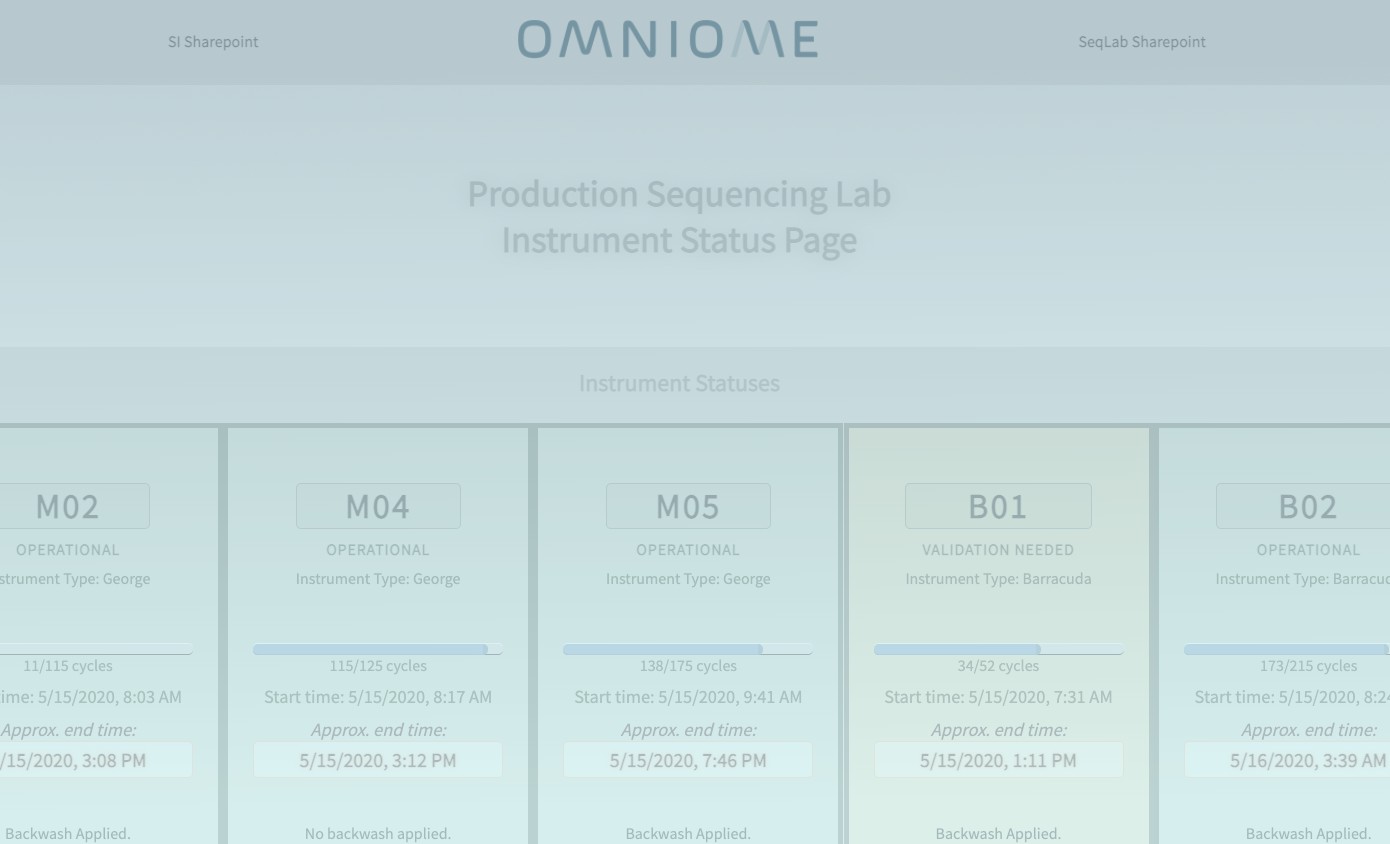 SI Sharepoint
OMNIOME
SeqLab Sharepoint
Production Sequencing Lab
Instrument Status Page
Instrument Statuses
M02
OPERATIONAL
strument Type: George
11/115 cycles
ime: 5/15/2020, 8:03 AM
Approx. end time:
/15/2020, 3:08 PM
Backwash Applied.
M04
OPERATIONAL
Instrument Type: George
115/125 cycles
Start time: 5/15/2020, 8:17 AM
Approx. end time:
5/15/2020, 3:12 PM
No backwash applied.
M05
OPERATIONAL
Instrument Type: George
138/175 cycles
Start time: 5/15/2020, 9:41 AM
Approx. end time:
5/15/2020, 7:46 PM
Backwash Applied.
B01
VALIDATION NEEDED
Instrument Type: Barracuda
34/52 cycles
Start time: 5/15/2020, 7:31 AM
Approx. end time:
5/15/2020, 1:11 PM
Backwash Applied.
B02
OPERATIONAL
Instrument Type: Barracud
173/215 cycles
Start time: 5/15/2020, 8:24
Approx. end time:
5/16/2020, 3:39 AM
Backwash Applied.